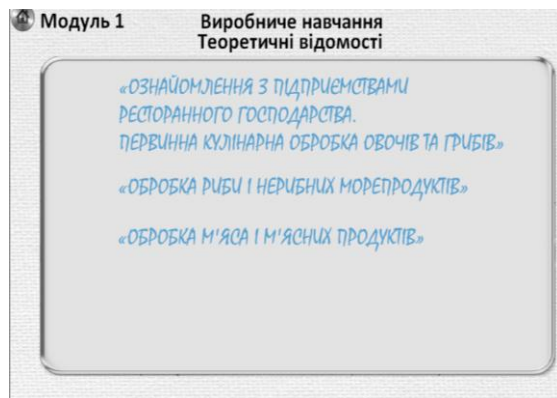 Модуль 1
Виробниче навчання
Теоретичні відомості
«ОЗНАЙОМЛЕННЯ З ПІДПРИЄМСТВАМИ
РЕСТОРАННОГО ГОСПОДАРСТВА.
ПЕРВИННА КУЛІНАРНА ОБРОБКА ОВОЧІВ ТА ГРИБІВ»
«ОБРОБКА РИБИ І НЕРИБНИХ МОРЕПРОДУКТІВ»
«ОБРОБКА М'ЯСА І М'ЯСНИХ ПРОДУКТІВ»